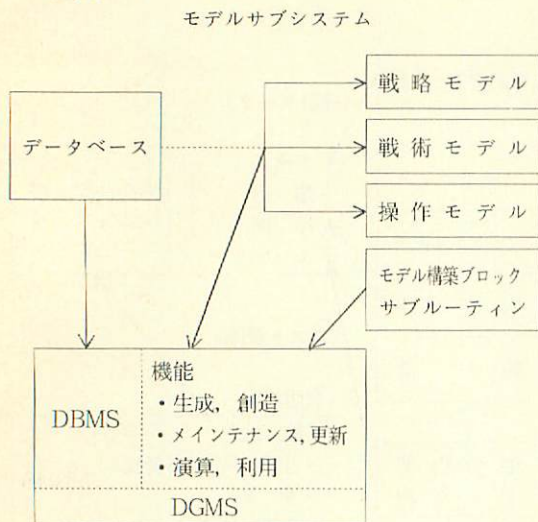 モデルサブシステム
データベース
戦略モデル
戦術モデル
操作モデル
モデル構築ブロック
サブルーティン
DBMS
機能
・生成，創造
・メインテナンス，更新
・演算，利用
DGMS